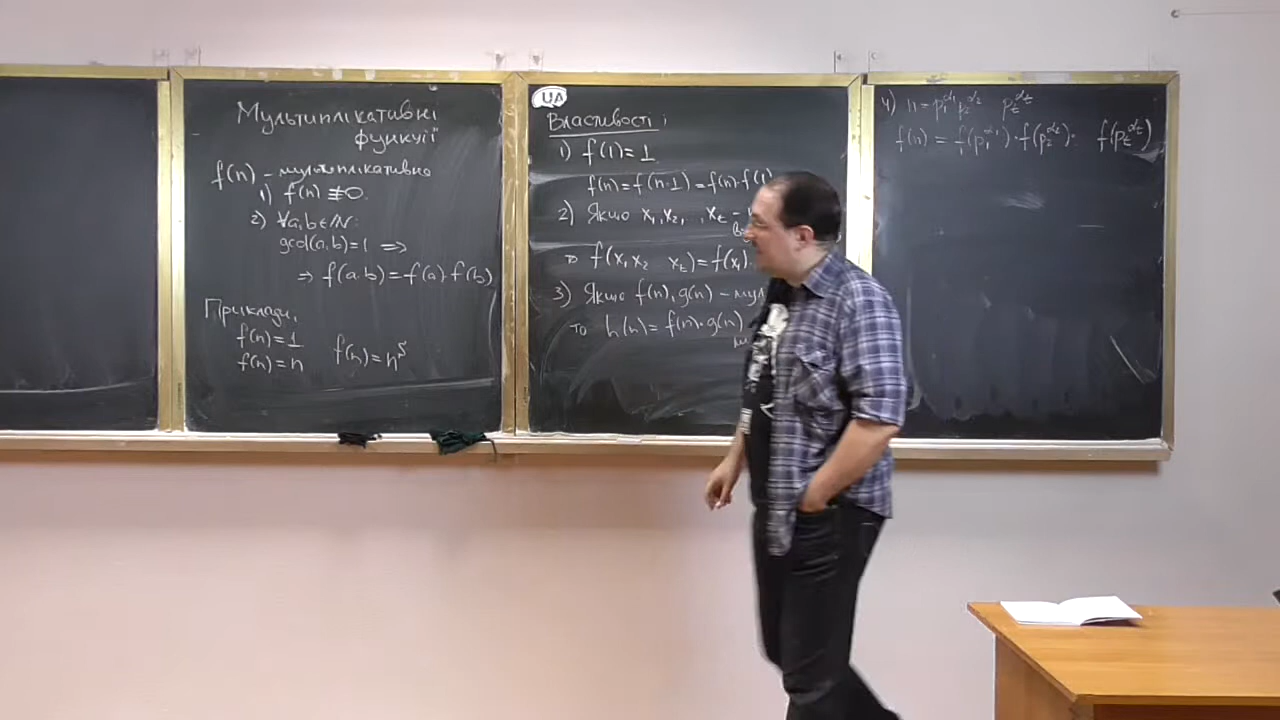 Мультиплікативні
функції
f(n) - мультиплікативна
1) f(n) ≢ 0.
2) ∀a,b ∈ ℕ:
gcd(a,b)=1 ⇒
⇒ f(a·b)=f(a)·f(b)
Приклади:
f(n)=1
f(n)=n f(n)=n^s
UA
Властивості:
1) f(1)=1
f(n)=f(n·1)=f(n)·f(1)
2) Якщо x₁,x₂, ,x_t -
то f(x₁x₂ x_t)=f(x₁)·
3) Якщо f(n), g(n) - мул
то h(n)=f(n)·g(n)
4) n=p₁^α₁ p₂^α₂ p_t^α_t
f(n) = f(p₁^α₁)·f(p₂^α₂)· f(p_t^α_t)